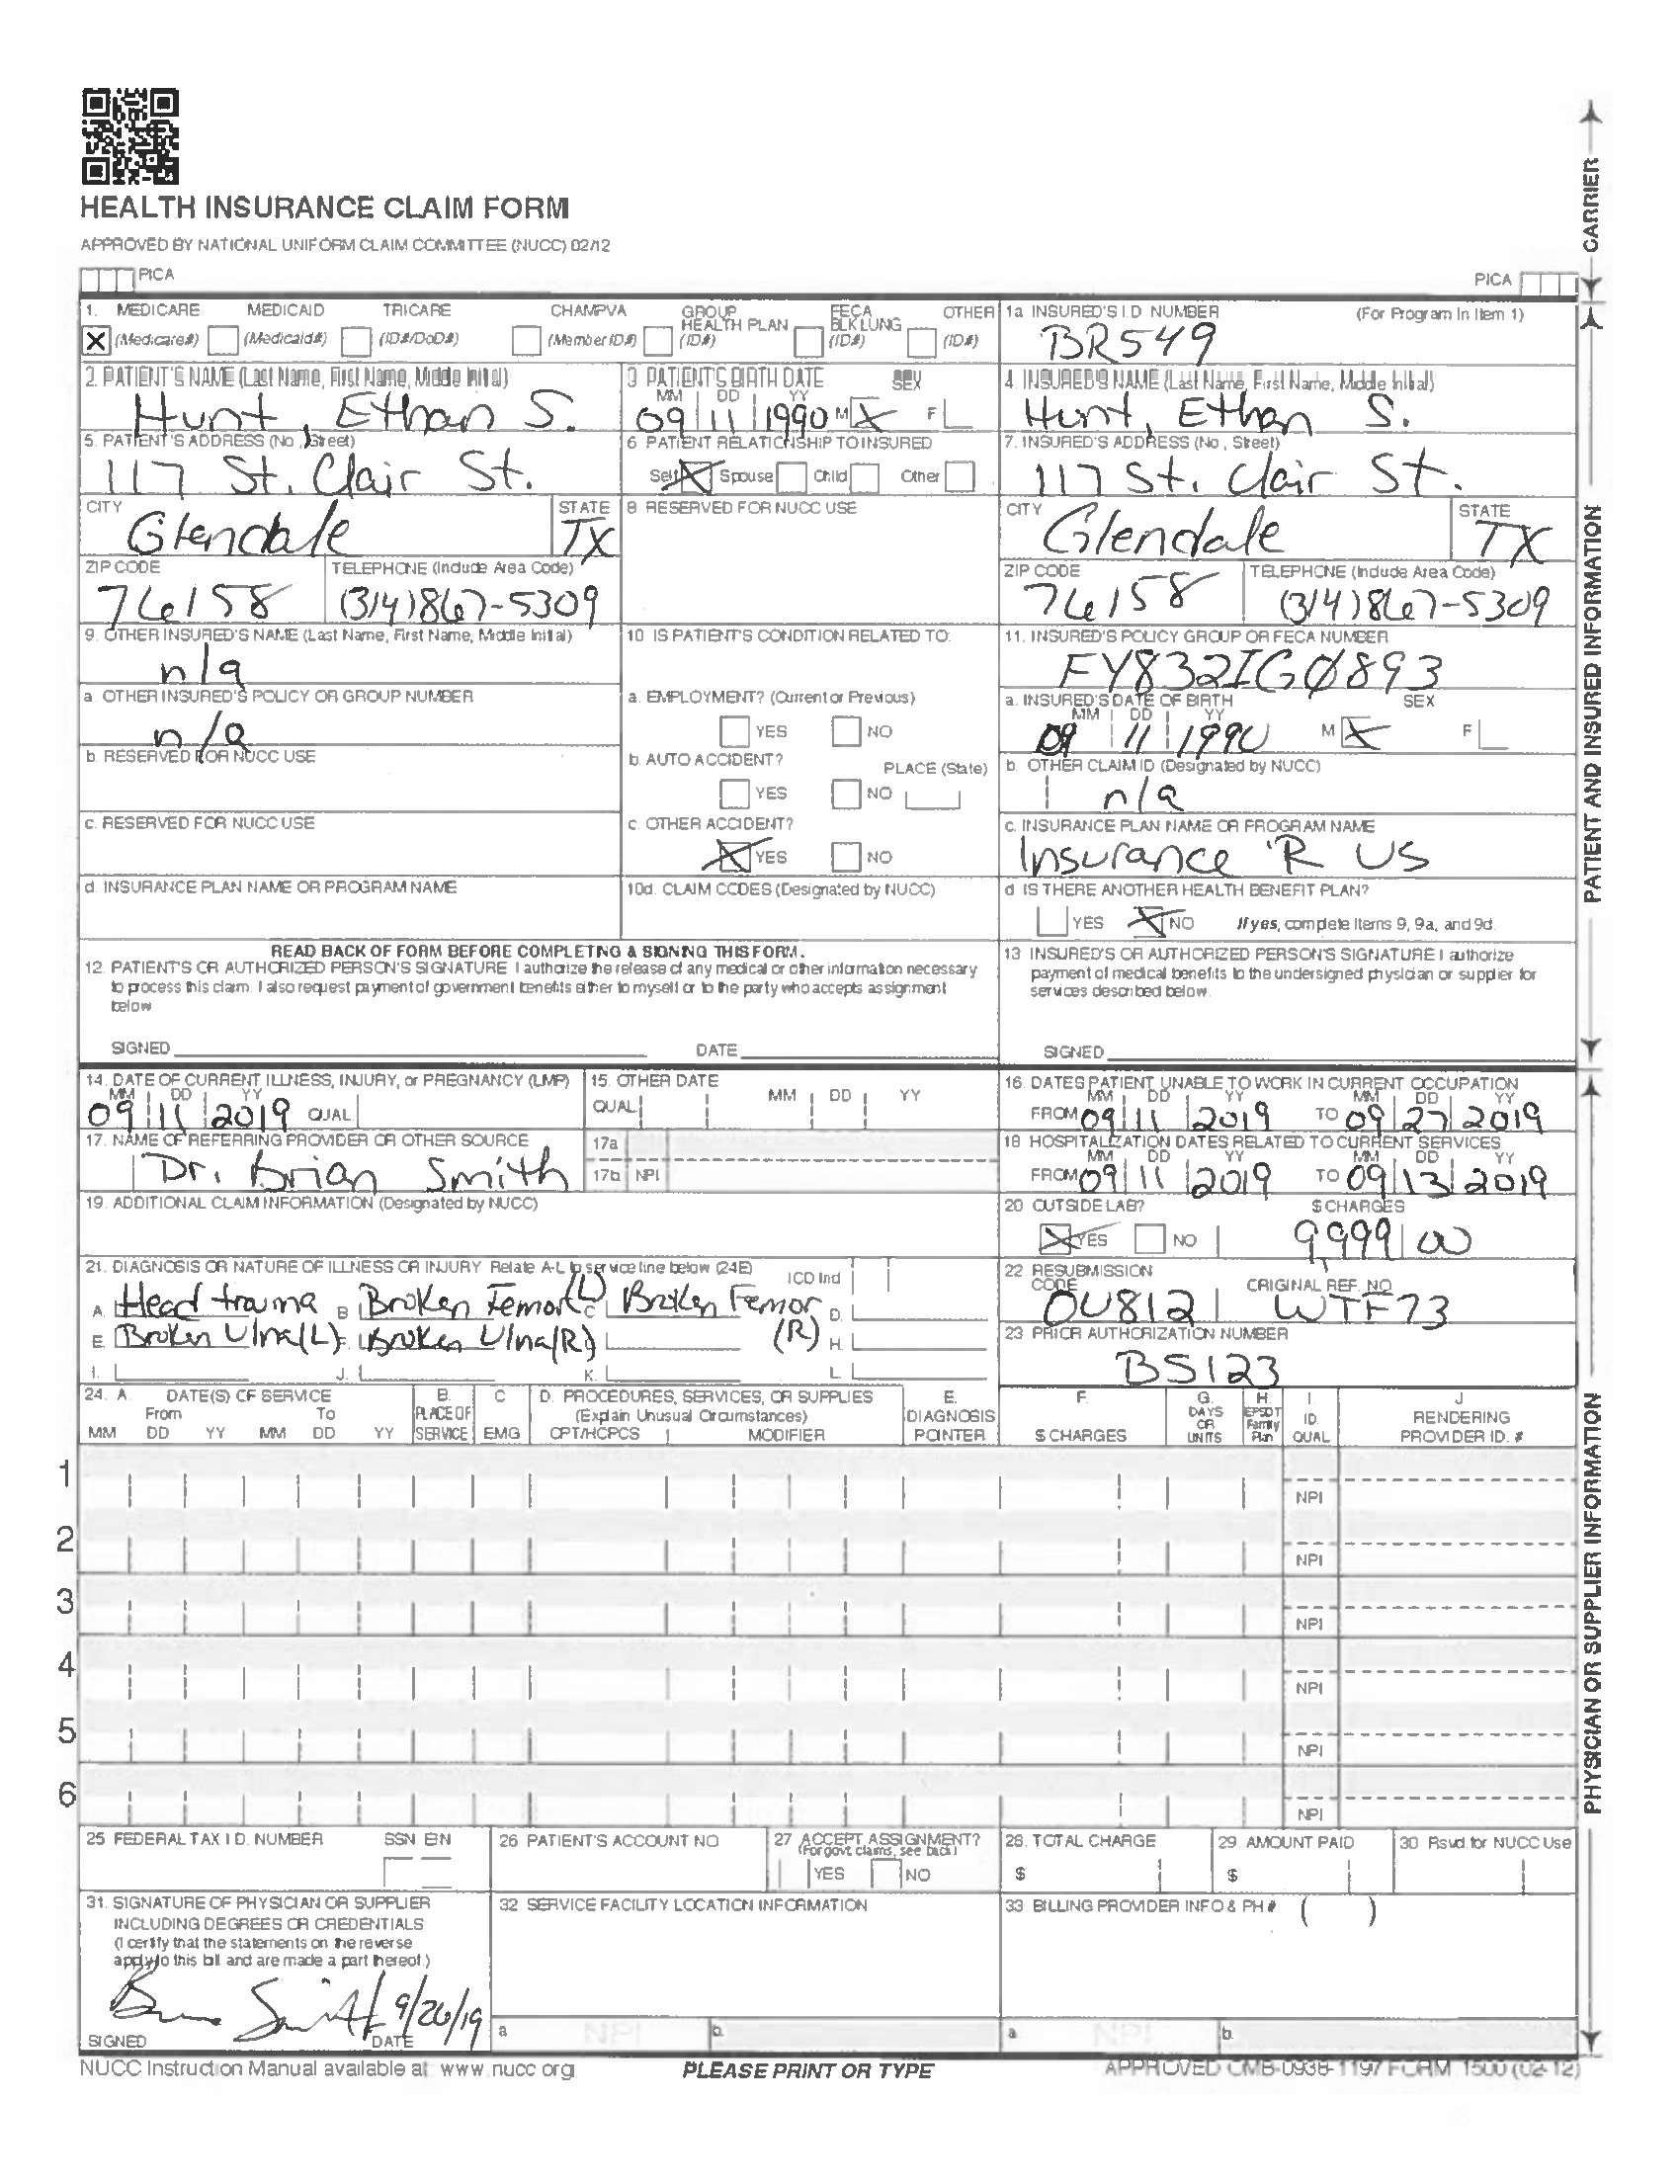 HEALTH INSURANCE CLAIM FORM
APPROVED BY NATIONAL UNIFORM CLAIM COMMITTEE (NUCC) 02/12
PICA
PICA
CARRIER
1. MEDICARE MEDICAID TRICARE CHAMPVA GROUP HEALTH PLAN FECA BLK LUNG OTHER
X (Medicare#) (Medicaid#) (ID#/DoD#) (Member ID#) (ID#) (ID#) (ID#)
1a INSURED'S I.D NUMBER (For Program In Item 1)
BR549
2. PATIENT'S NAME (Last Name, First Name, Middle Initial)
Hunt, Ethan S.
3 PATIENT'S BIRTH DATE SEX
MM DD YY
09 11 1990 M X F
4. INSURED'S NAME (Last Name, First Name, Middle Initial)
Hunt, Ethan S.
5. PATIENT'S ADDRESS (No., Street)
117 St. Clair St.
6 PATIENT RELATIONSHIP TO INSURED
Self X Spouse Child Other
7. INSURED'S ADDRESS (No., Street)
117 St. Clair St.
CITY STATE
Glendale TX
8 RESERVED FOR NUCC USE
CITY STATE
Glendale TX
ZIP CODE TELEPHONE (Include Area Code)
76158 (314)867-5309
ZIP CODE TELEPHONE (Include Area Code)
76158 (314)867-5309
9. OTHER INSURED'S NAME (Last Name, First Name, Middle Initial)
n/a
10 IS PATIENT'S CONDITION RELATED TO:
11. INSURED'S POLICY GROUP OR FECA NUMBER
FY832IGØ893
a. OTHER INSURED'S POLICY OR GROUP NUMBER
n/a
a. EMPLOYMENT? (Current or Previous)
YES NO
a. INSURED'S DATE OF BIRTH SEX
MM DD YY
09 11 1990 M X F
b. RESERVED FOR NUCC USE
b. AUTO ACCIDENT? PLACE (State)
YES NO
b. OTHER CLAIM ID (Designated by NUCC)
n/a
c. RESERVED FOR NUCC USE
c. OTHER ACCIDENT?
X YES NO
c. INSURANCE PLAN NAME OR PROGRAM NAME
Insurance 'R US
d. INSURANCE PLAN NAME OR PROGRAM NAME
10d. CLAIM CODES (Designated by NUCC)
d IS THERE ANOTHER HEALTH BENEFIT PLAN?
YES X NO If yes, complete Items 9, 9a, and 9d.
PATIENT AND INSURED INFORMATION
READ BACK OF FORM BEFORE COMPLETING & SIGNING THIS FORM.
12. PATIENT'S OR AUTHORIZED PERSON'S SIGNATURE I authorize the release of any medical or other information necessary
to process this claim. I also request payment of government benefits either to myself or to the party who accepts assignment
below
SIGNED DATE
13 INSURED'S OR AUTHORIZED PERSON'S SIGNATURE I authorize
payment of medical benefits to the undersigned physician or supplier for
services described below.
SIGNED
14. DATE OF CURRENT ILLNESS, INJURY, or PREGNANCY (LMP)
MM DD YY
09 11 2019 QUAL
15. OTHER DATE
QUAL MM DD YY
16. DATES PATIENT UNABLE TO WORK IN CURRENT OCCUPATION
MM DD YY MM DD YY
FROM 09 11 2019 TO 09 27 2019
17. NAME OF REFERRING PROVIDER OR OTHER SOURCE
Dr. Brian Smith
17a
17b NPI
18 HOSPITALIZATION DATES RELATED TO CURRENT SERVICES
MM DD YY MM DD YY
FROM 09 11 2019 TO 09 13 2019
19. ADDITIONAL CLAIM INFORMATION (Designated by NUCC)
20 OUTSIDE LAB? $ CHARGES
X YES NO 9999 00
21. DIAGNOSIS OR NATURE OF ILLNESS OR INJURY Relate A-L to service line below (24E) ICD Ind
A. Head trauma B Broken Femor (L) C Broken Femor (R) D.
E. Broken Ulna (L) F. Broken Ulna (R) H.
I. J. K. L.
22 RESUBMISSION CODE ORIGINAL REF. NO.
OU812 WTF73
23 PRIOR AUTHORIZATION NUMBER
BS123
24. A. DATE(S) OF SERVICE B. C D. PROCEDURES, SERVICES, OR SUPPLIES E. F. G. H. I J
From To PLACE OF (Explain Unusual Circumstances) DIAGNOSIS DAYS OR EPSDT Family ID. RENDERING
MM DD YY MM DD YY SERVICE EMG CPT/HCPCS MODIFIER POINTER $ CHARGES UNITS Plan QUAL PROVIDER ID. #
1 NPI
2 NPI
3 NPI
4 NPI
5 NPI
6 NPI
25 FEDERAL TAX I D. NUMBER SSN EIN
26 PATIENT'S ACCOUNT NO
27 ACCEPT ASSIGNMENT?
(For govt. claims, see back)
YES NO
28. TOTAL CHARGE
$
29. AMOUNT PAID
$
30 Rsvd for NUCC Use
31. SIGNATURE OF PHYSICIAN OR SUPPLIER
INCLUDING DEGREES OR CREDENTIALS
(I certify that the statements on the reverse
apply to this bill and are made a part thereof.)
Smith 9/26/19
SIGNED DATE
32 SERVICE FACILITY LOCATION INFORMATION
a NPI b.
33. BILLING PROVIDER INFO & PH # ( )
a. NPI b.
PHYSICIAN OR SUPPLIER INFORMATION
NUCC Instruction Manual available at: www.nucc.org
PLEASE PRINT OR TYPE
APPROVED OMB-0938-1197 FORM 1500 (02-12)